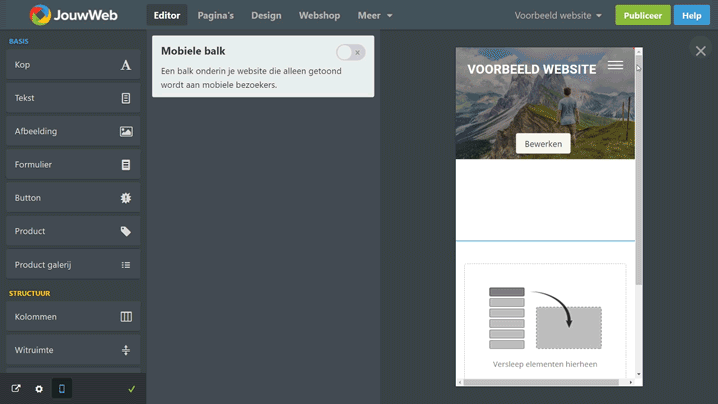 JouwWeb
Editor
Pagina's
Design
Webshop
Meer
Voorbeeld website
Publiceer
Help
BASIS
Kop
A
Tekst
Afbeelding
Formulier
Button
Product
Product galerij
STRUCTUUR
Kolommen
Witruimte
Mobiele balk
Een balk onderin je website die alleen getoond
wordt aan mobiele bezoekers.
VOORBEELD WEBSITE
Bewerken
Versleep elementen hierheen